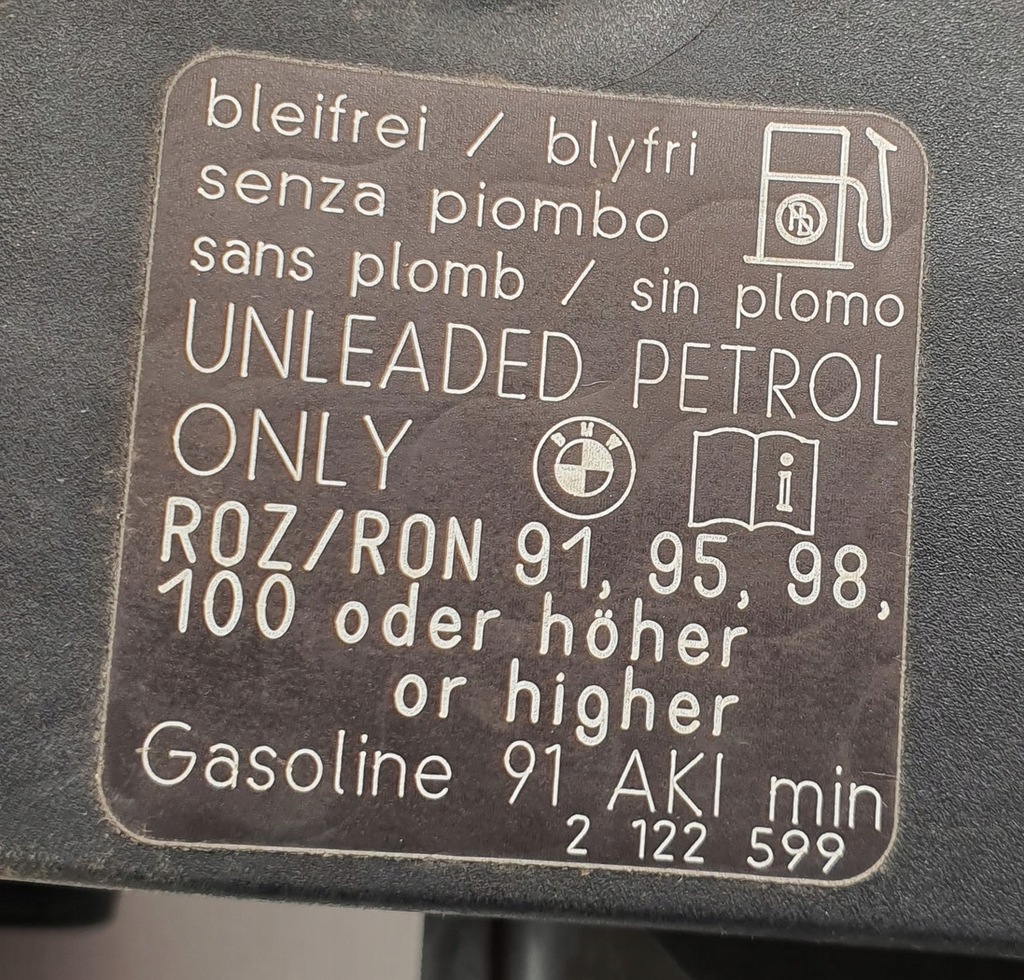 bleifrei / blyfri
senza piombo
sans plomb / sin plomo
UNLEADED PETROL
ONLY
BMW
i
ROZ/RON 91, 95, 98,
100 oder höher
or higher
Gasoline 91 AKI min
2 122 599